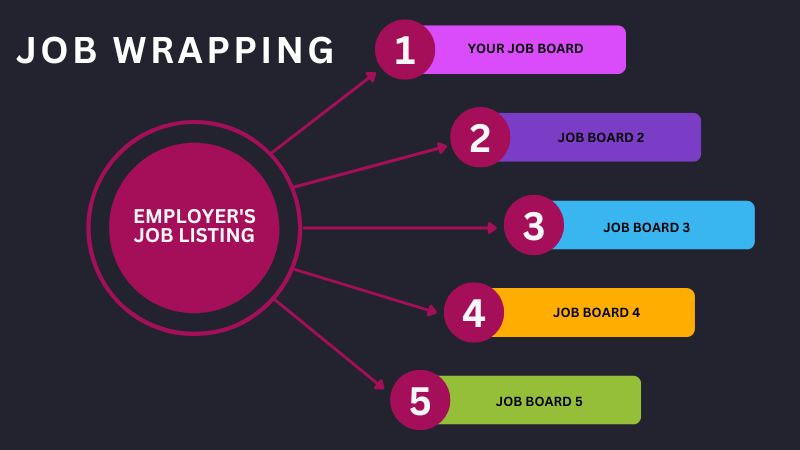 JOB WRAPPING
1
YOUR JOB BOARD
2
JOB BOARD 2
EMPLOYER'S
JOB LISTING
3
JOB BOARD 3
4
JOB BOARD 4
5
JOB BOARD 5